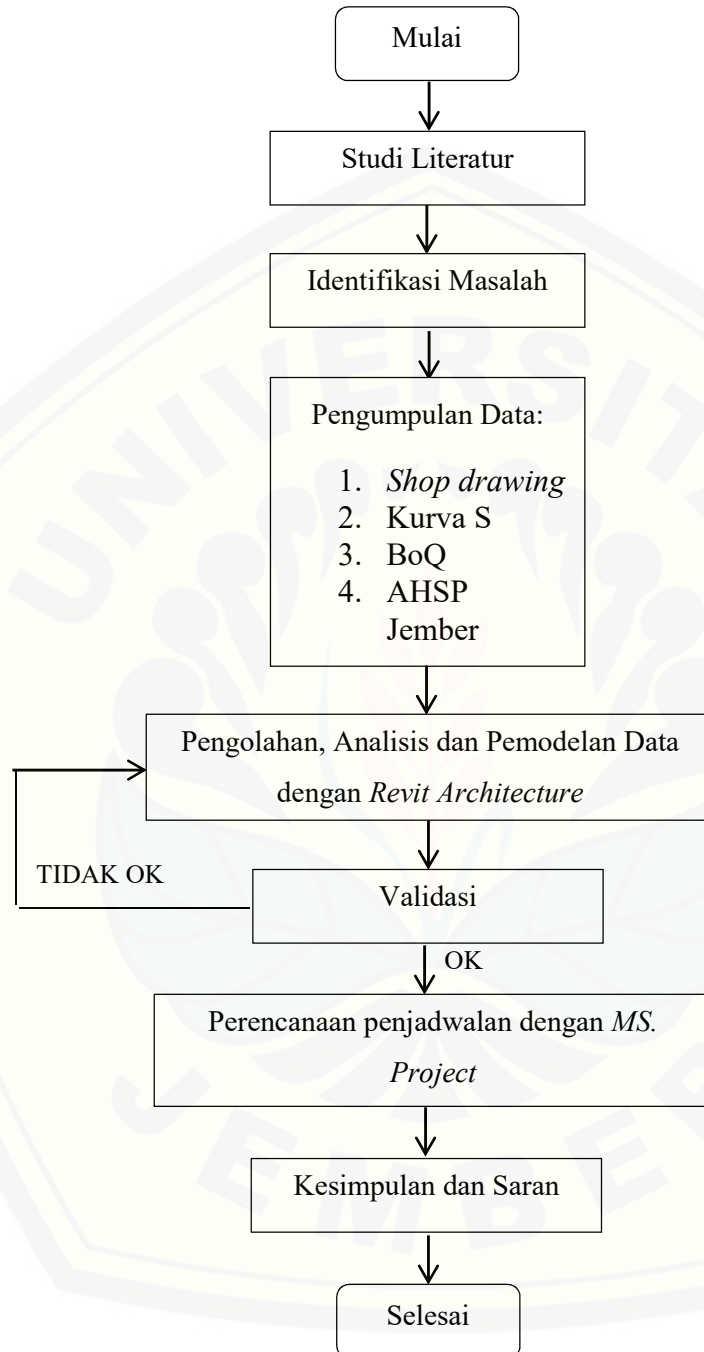 Mulai
Studi Literatur
Identifikasi Masalah
Pengumpulan Data:
1. Shop drawing
2. Kurva S
3. BoQ
4. AHSP
Jember
Pengolahan, Analisis dan Pemodelan Data
dengan Revit Architecture
TIDAK OK
Validasi
OK
Perencanaan penjadwalan dengan MS.
Project
Kesimpulan dan Saran
Selesai
UNIVERSITA
JEMBER